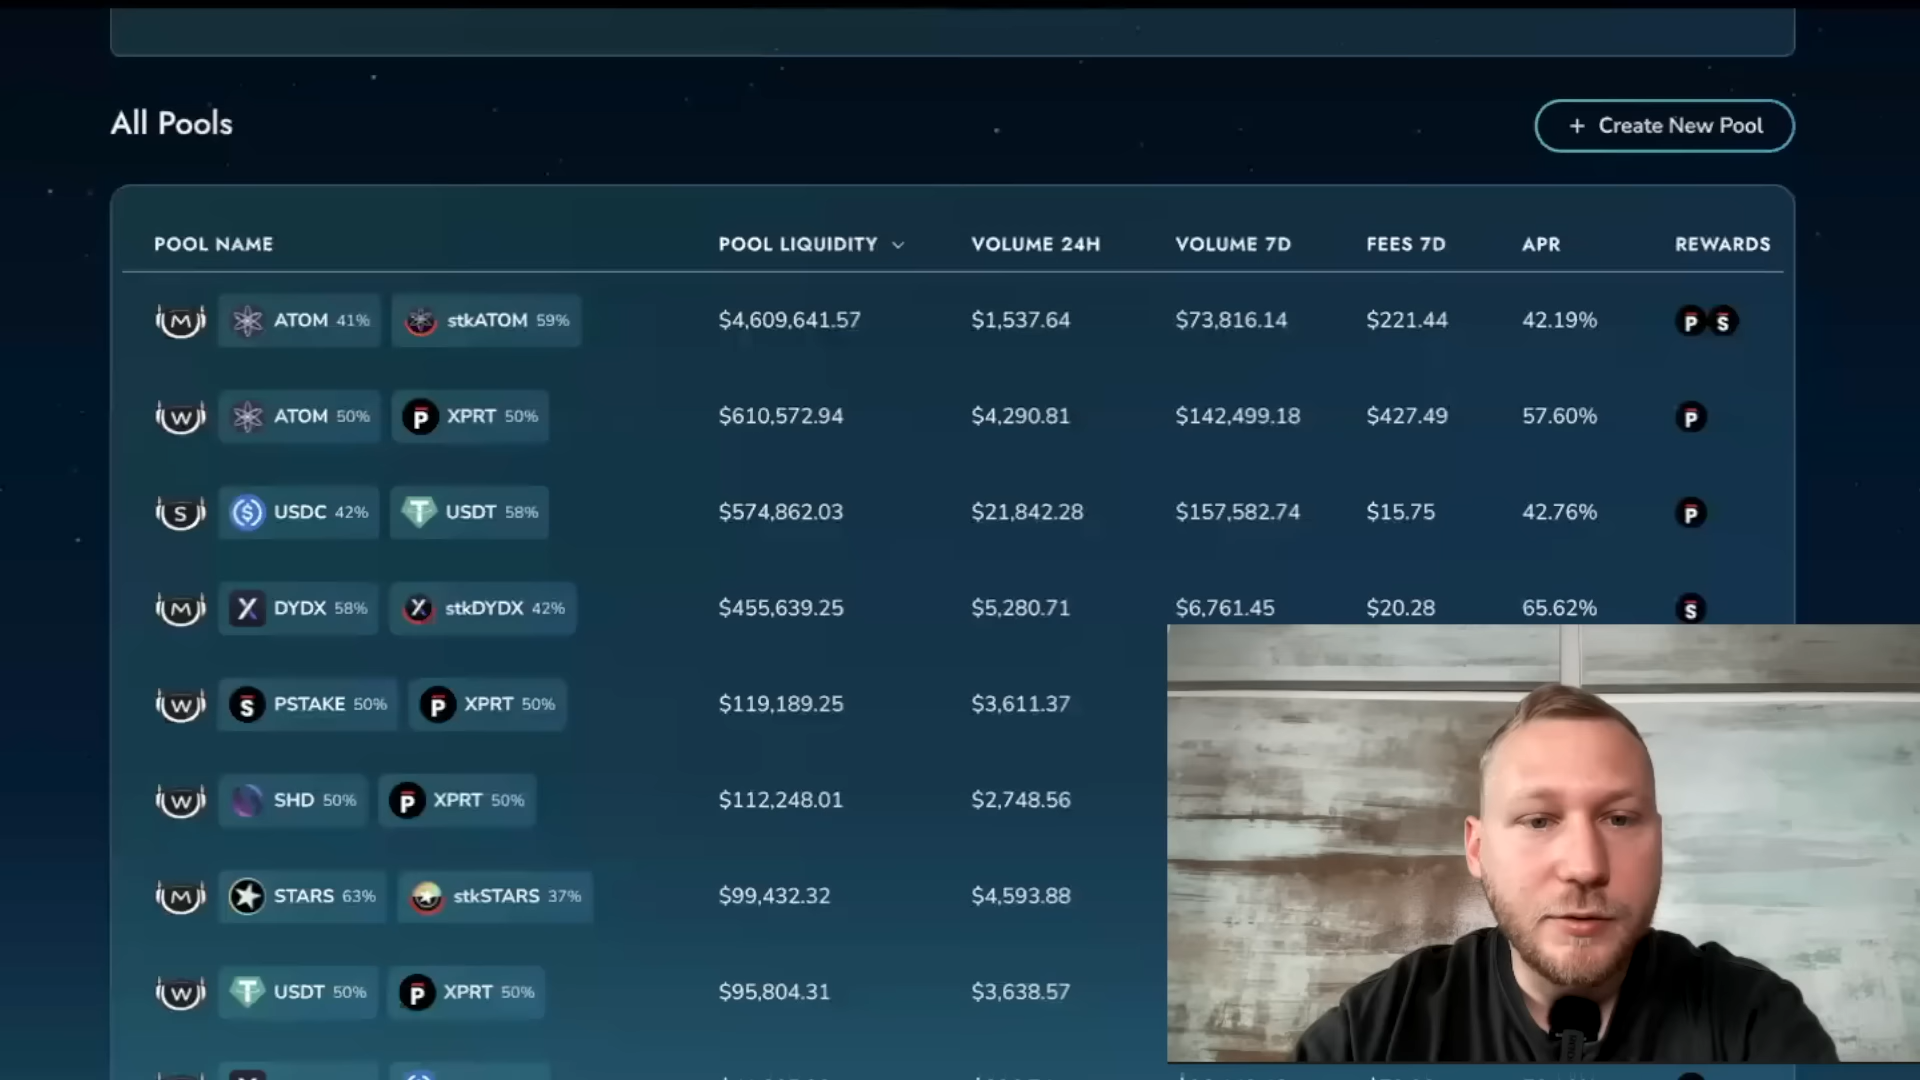 All Pools
+ Create New Pool
POOL NAME POOL LIQUIDITY VOLUME 24H VOLUME 7D FEES 7D APR REWARDS
M ATOM 41% stkATOM 59% $4,609,641.57 $1,537.64 $73,816.14 $221.44 42.19% P S
W ATOM 50% P XPRT 50% $610,572.94 $4,290.81 $142,499.18 $427.49 57.60% P
S $ USDC 42% T USDT 58% $574,862.03 $21,842.28 $157,582.74 $15.75 42.76% P
M X DYDX 58% X stkDYDX 42% $455,639.25 $5,280.71 $6,761.45 $20.28 65.62% S
W S PSTAKE 50% P XPRT 50% $119,189.25 $3,611.37
W SHD 50% P XPRT 50% $112,248.01 $2,748.56
M STARS 63% stkSTARS 37% $99,432.32 $4,593.88
W T USDT 50% P XPRT 50% $95,804.31 $3,638.57